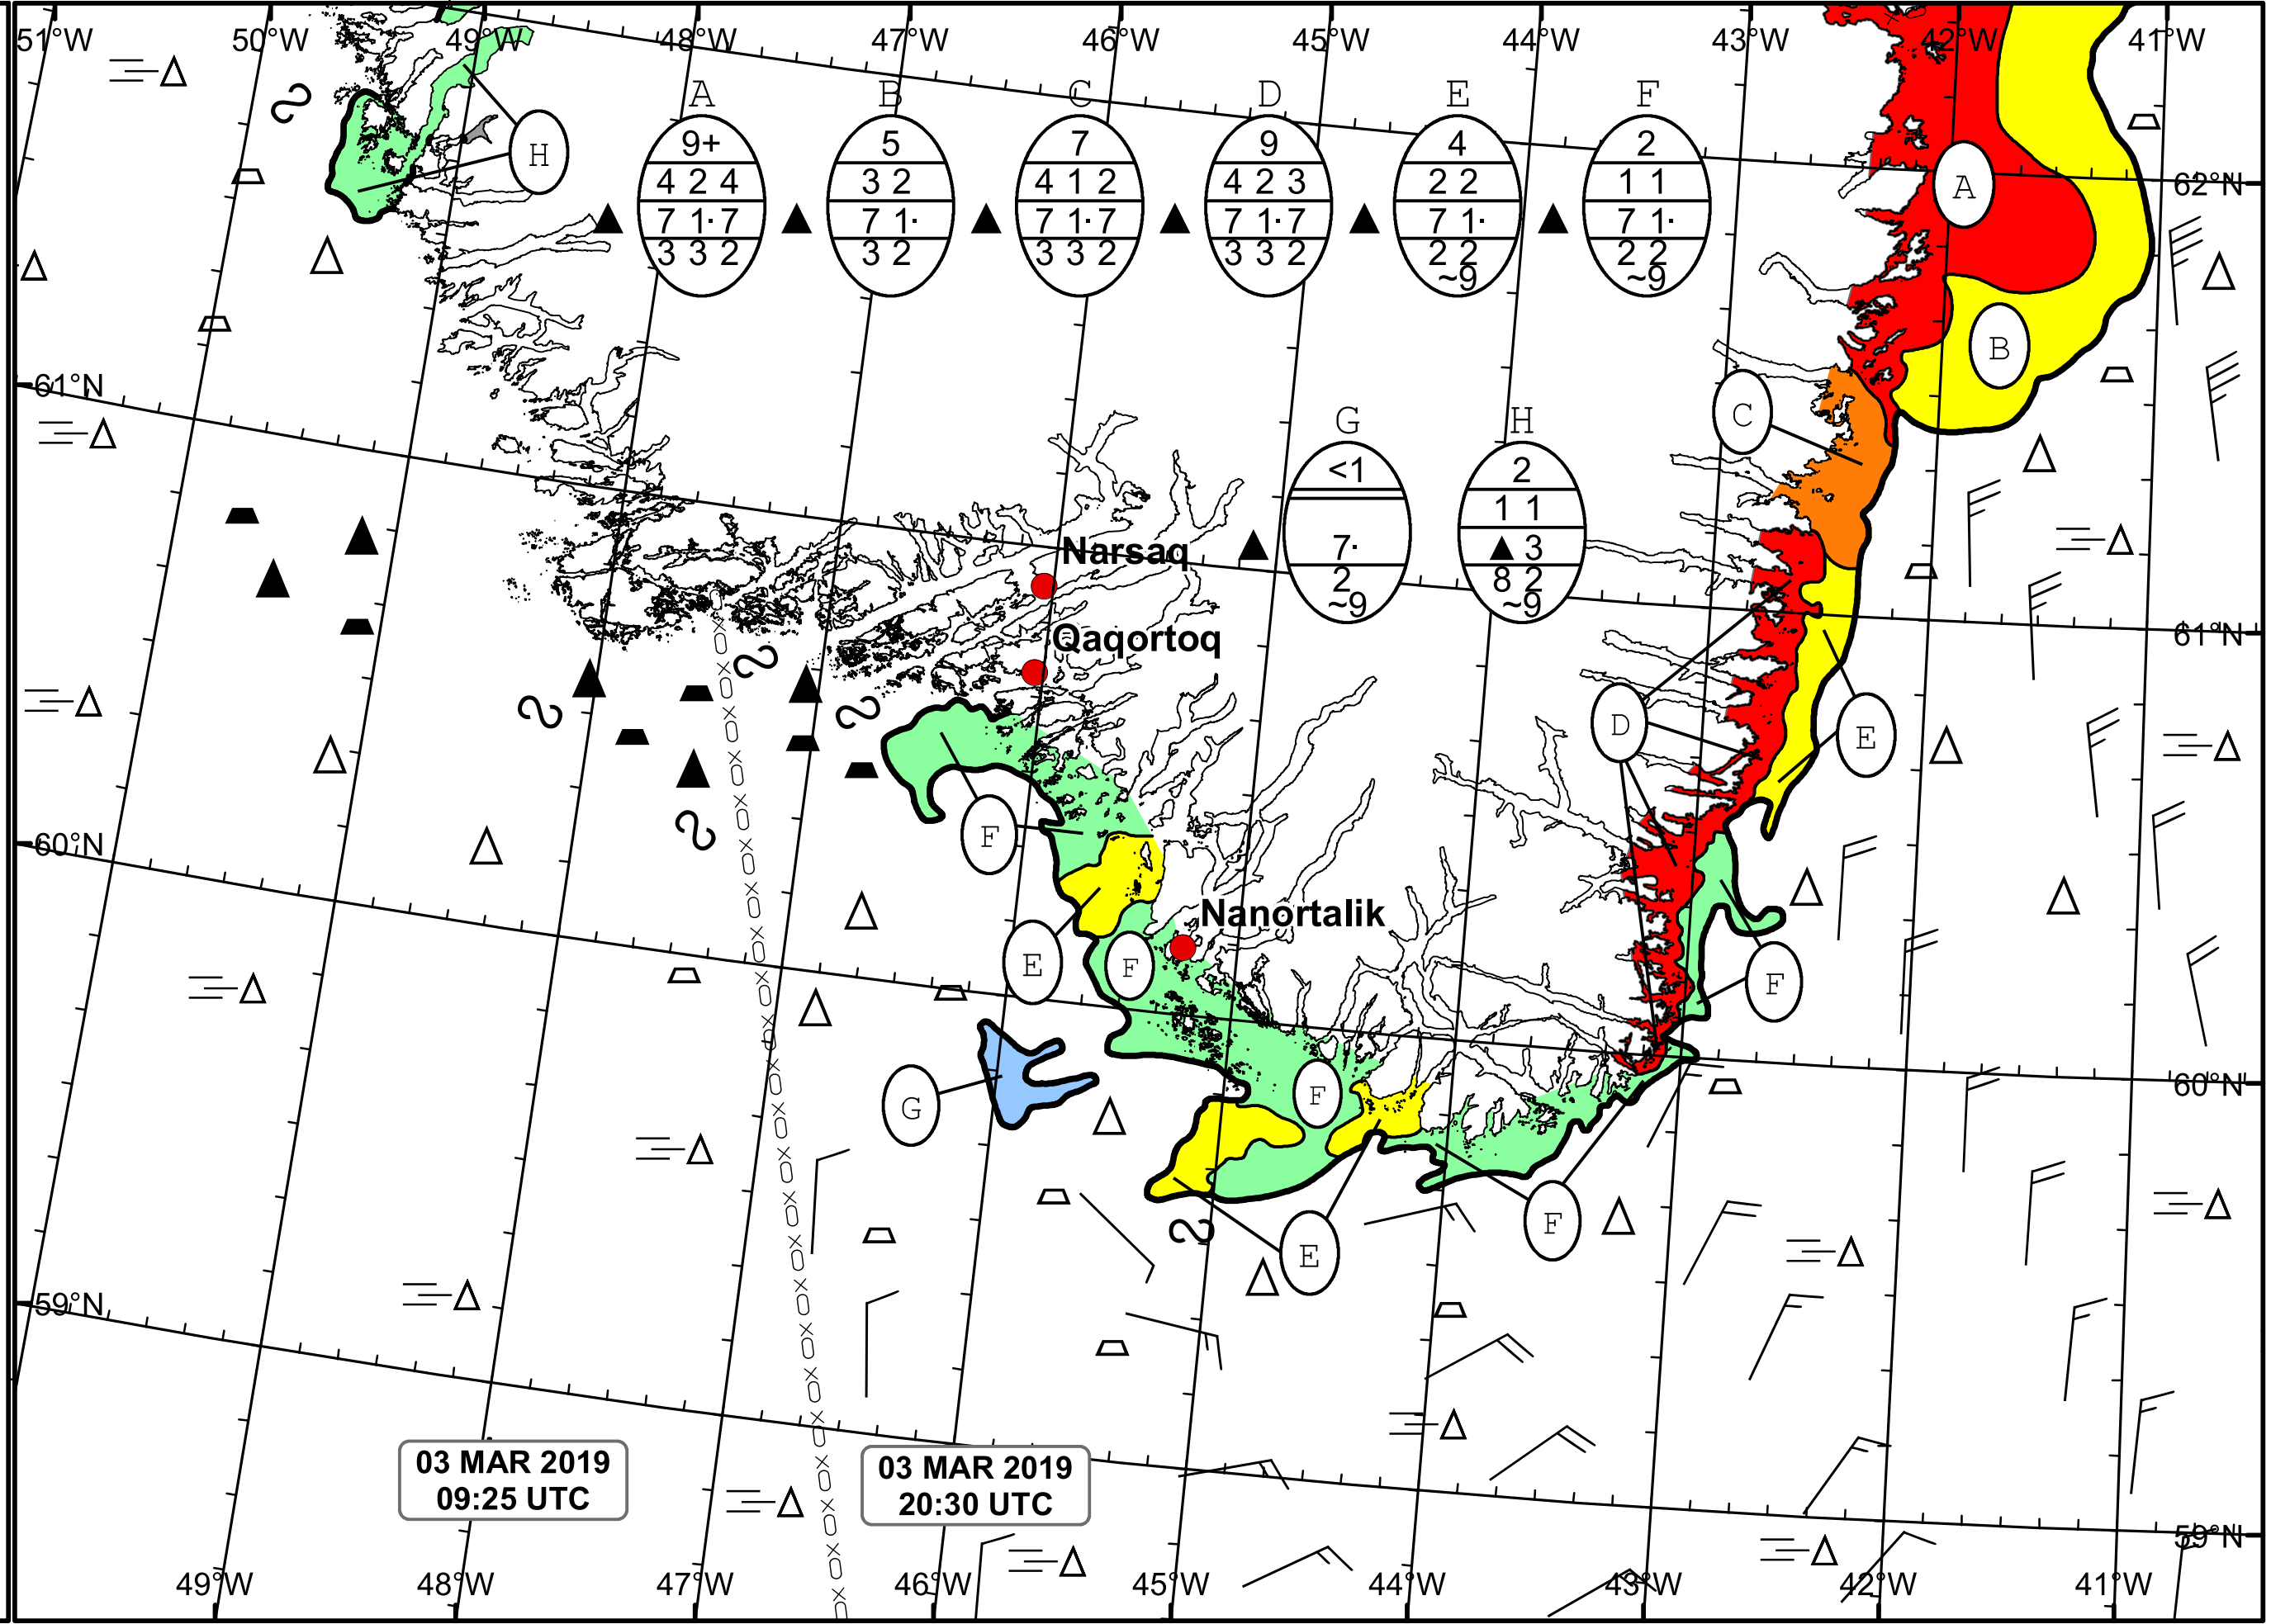 51°W 50°W 49°W 48°W 47°W 46°W 45°W 44°W 43°W 42°W 41°W
A B C D E F
9+ 5 7 9 4 2
4 2 4 3 2 4 1 2 4 2 3 2 2 1 1
7 1·7 7 1· 7 1·7 7 1·7 7 1· 7 1·
3 3 2 3 2 3 3 2 3 3 2 2 2 2 2
~9 ~9
H
A
62°N
B
61°N
C
G H
<1 2
1 1
7· ▲ 3
2 8 2
~9 ~9
Narsaq
Qaqortoq
61°N
D
E
F
60°N
Nanortalik
E
F
F
G
F
60°N
E
F
59°N
03 MAR 2019
09:25 UTC
03 MAR 2019
20:30 UTC
59°N
49°W 48°W 47°W 46°W 45°W 44°W 43°W 42°W 41°W